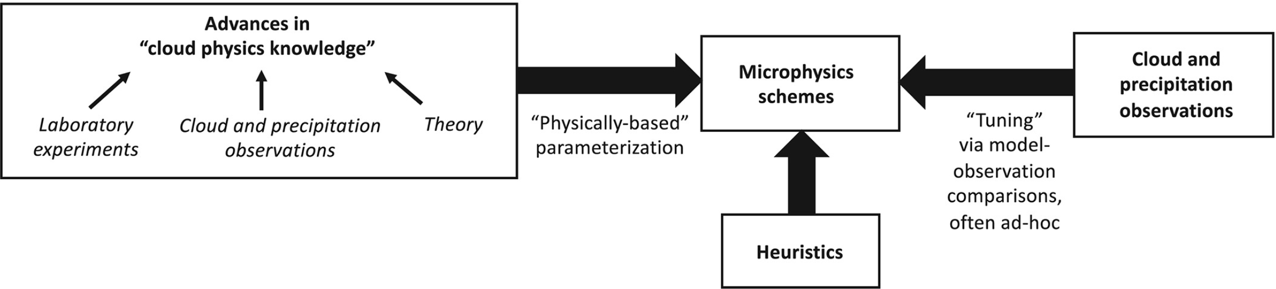 Advances in
“cloud physics knowledge”
Laboratory
experiments
Cloud and precipitation
observations
Theory
“Physically-based”
parameterization
Microphysics
schemes
Heuristics
“Tuning”
via model-
observation
comparisons,
often ad-hoc
Cloud and
precipitation
observations